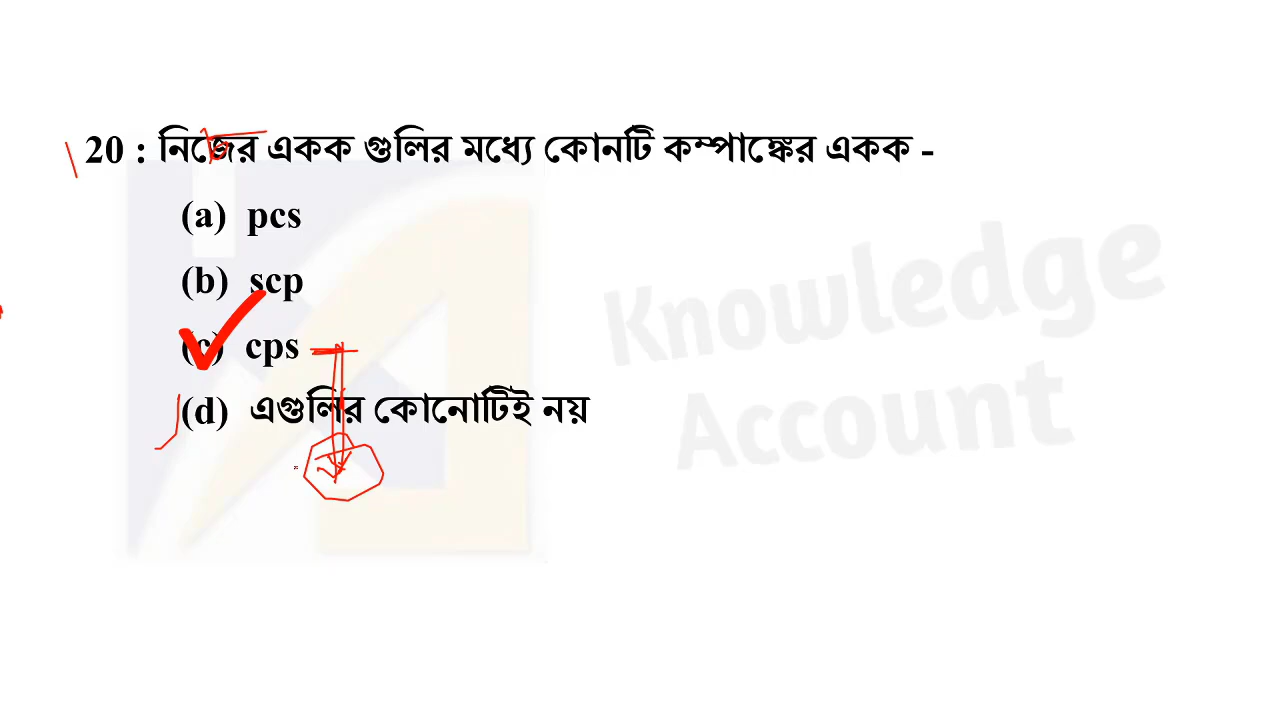 20 : নিজের একক গুলির মধ্যে কোনটি কম্পাঙ্কের একক -
(a) pcs
(b) scp
(c) cps
(d) এগুলির কোনোটিই নয়
Knowledge
Account